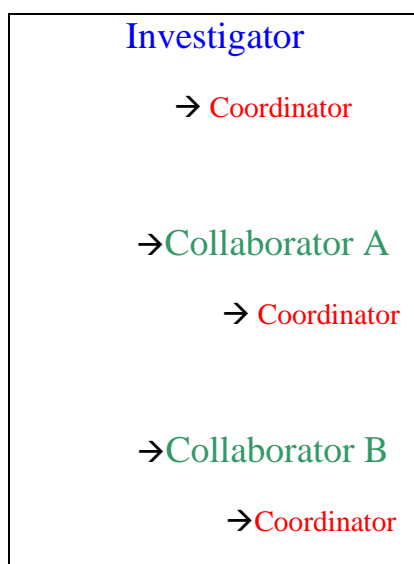 Investigator
→ Coordinator
→Collaborator A
→ Coordinator
→Collaborator B
→Coordinator